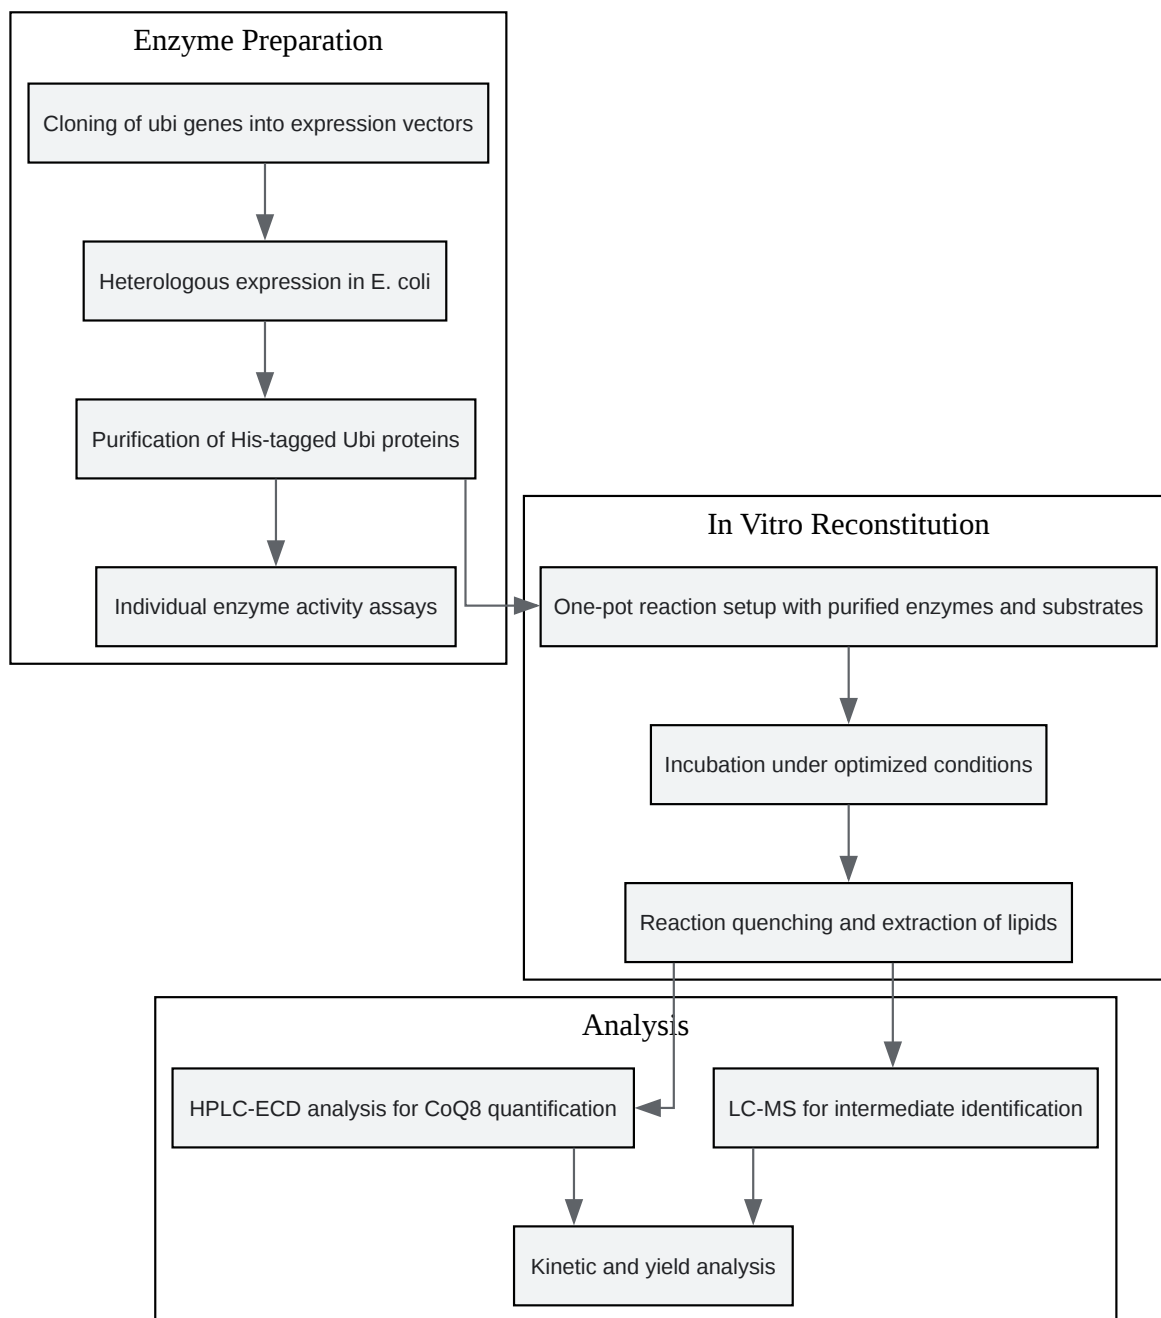 Enzyme Preparation
Cloning of ubi genes into expression vectors
Heterologous expression in E. coli
Purification of His-tagged Ubi proteins
Individual enzyme activity assays
In Vitro Reconstitution
One-pot reaction setup with purified enzymes and substrates
Incubation under optimized conditions
Reaction quenching and extraction of lipids
Analysis
HPLC-ECD analysis for CoQ8 quantification
LC-MS for intermediate identification
Kinetic and yield analysis